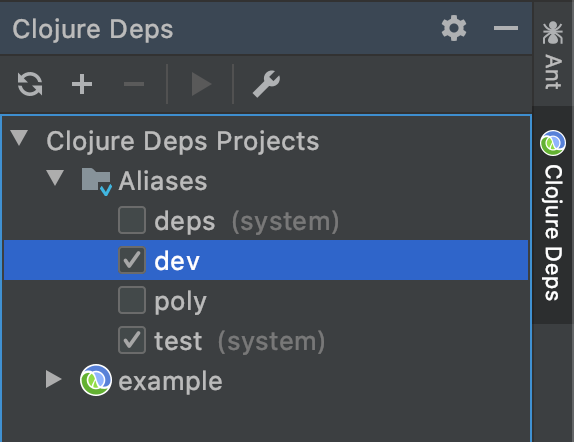 Clojure Deps
Clojure Deps Projects
Aliases
deps (system)
dev
poly
test (system)
example
Ant
Clojure Deps